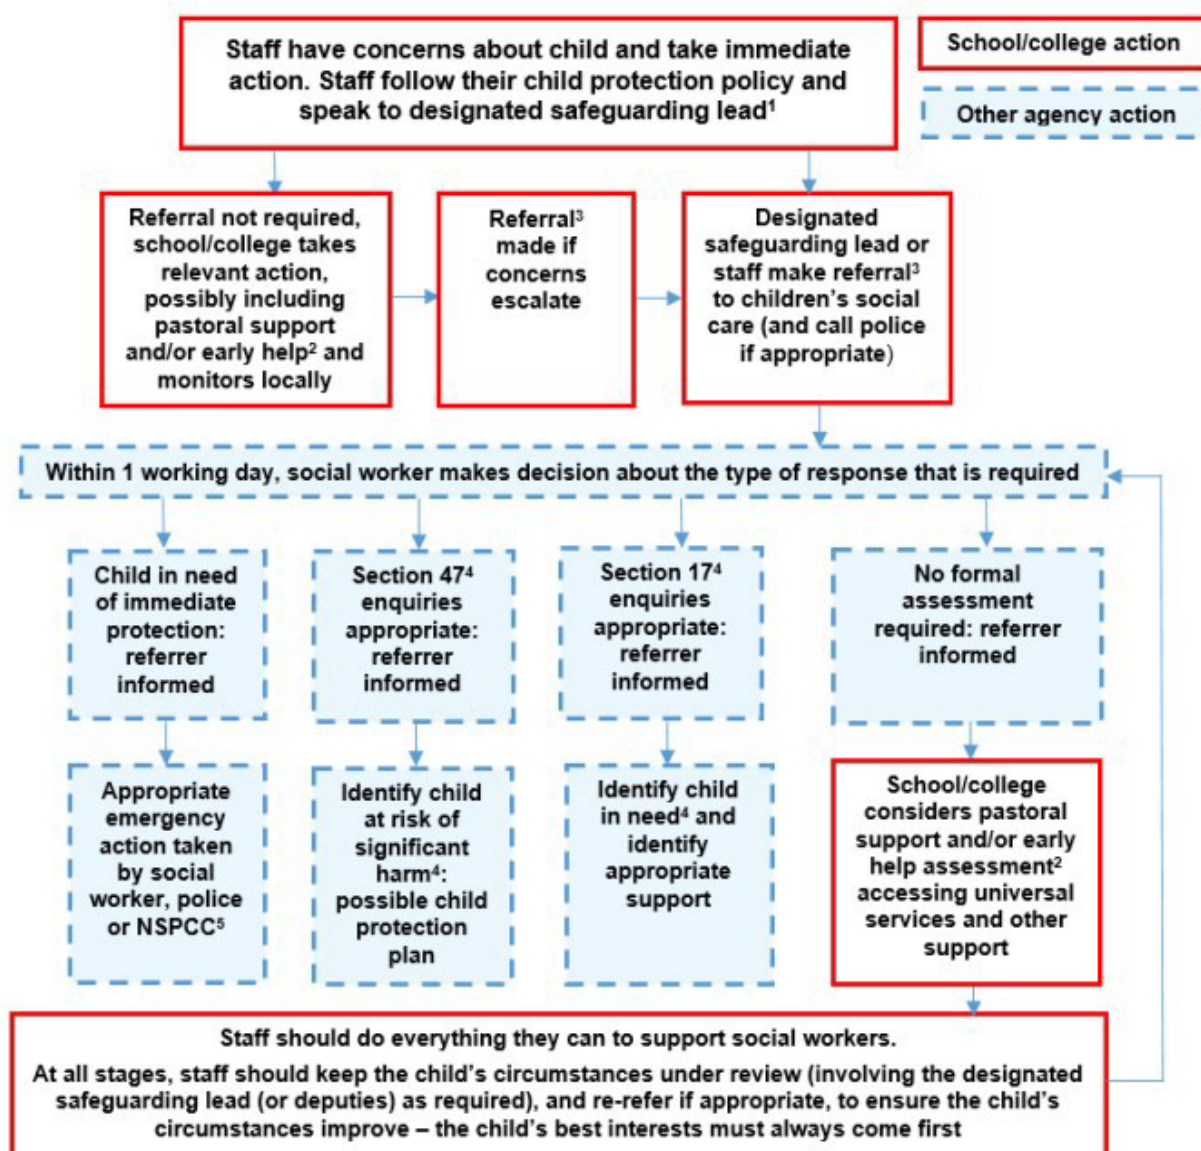 Staff have concerns about child and take immediate
action. Staff follow their child protection policy and
speak to designated safeguarding lead¹
School/college action
Other agency action
Referral not required,
school/college takes
relevant action,
possibly including
pastoral support
and/or early help² and
monitors locally
Referral³
made if
concerns
escalate
Designated
safeguarding lead or
staff make referral³
to children's social
care (and call police
if appropriate)
Within 1 working day, social worker makes decision about the type of response that is required
Child in need
of immediate
protection:
referrer
informed
Section 47⁴
enquiries
appropriate:
referrer
informed
Section 17⁴
enquiries
appropriate:
referrer
informed
No formal
assessment
required: referrer
informed
Appropriate
emergency
action taken
by social
worker, police
or NSPCC⁵
Identify child
at risk of
significant
harm⁴:
possible child
protection
plan
Identify child
in need⁴ and
identify
appropriate
support
School/college
considers pastoral
support and/or early
help assessment²
accessing universal
services and other
support
Staff should do everything they can to support social workers.
At all stages, staff should keep the child's circumstances under review (involving the designated
safeguarding lead (or deputies) as required), and re-refer if appropriate, to ensure the child's
circumstances improve – the child's best interests must always come first